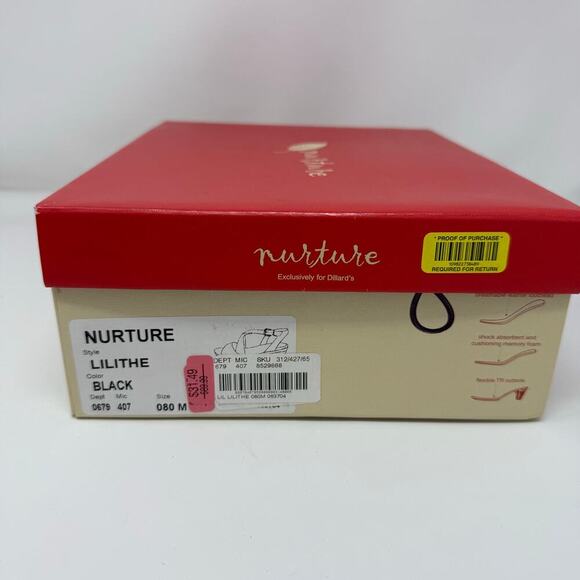 nurture
nurture
Exclusively for Dillard's
* PROOF OF PURCHASE *
REQUIRED FOR RETURN
shock absorbent and
cushioning memory foam
flexible TR outsole
NURTURE
Style
LILITHE
Color
BLACK
Dept Mic Size
0679 407 080 M
$31.49
DEPT MIC SKU 312/427/65
679 407 8529888
LIL LILITHE 080M 093704